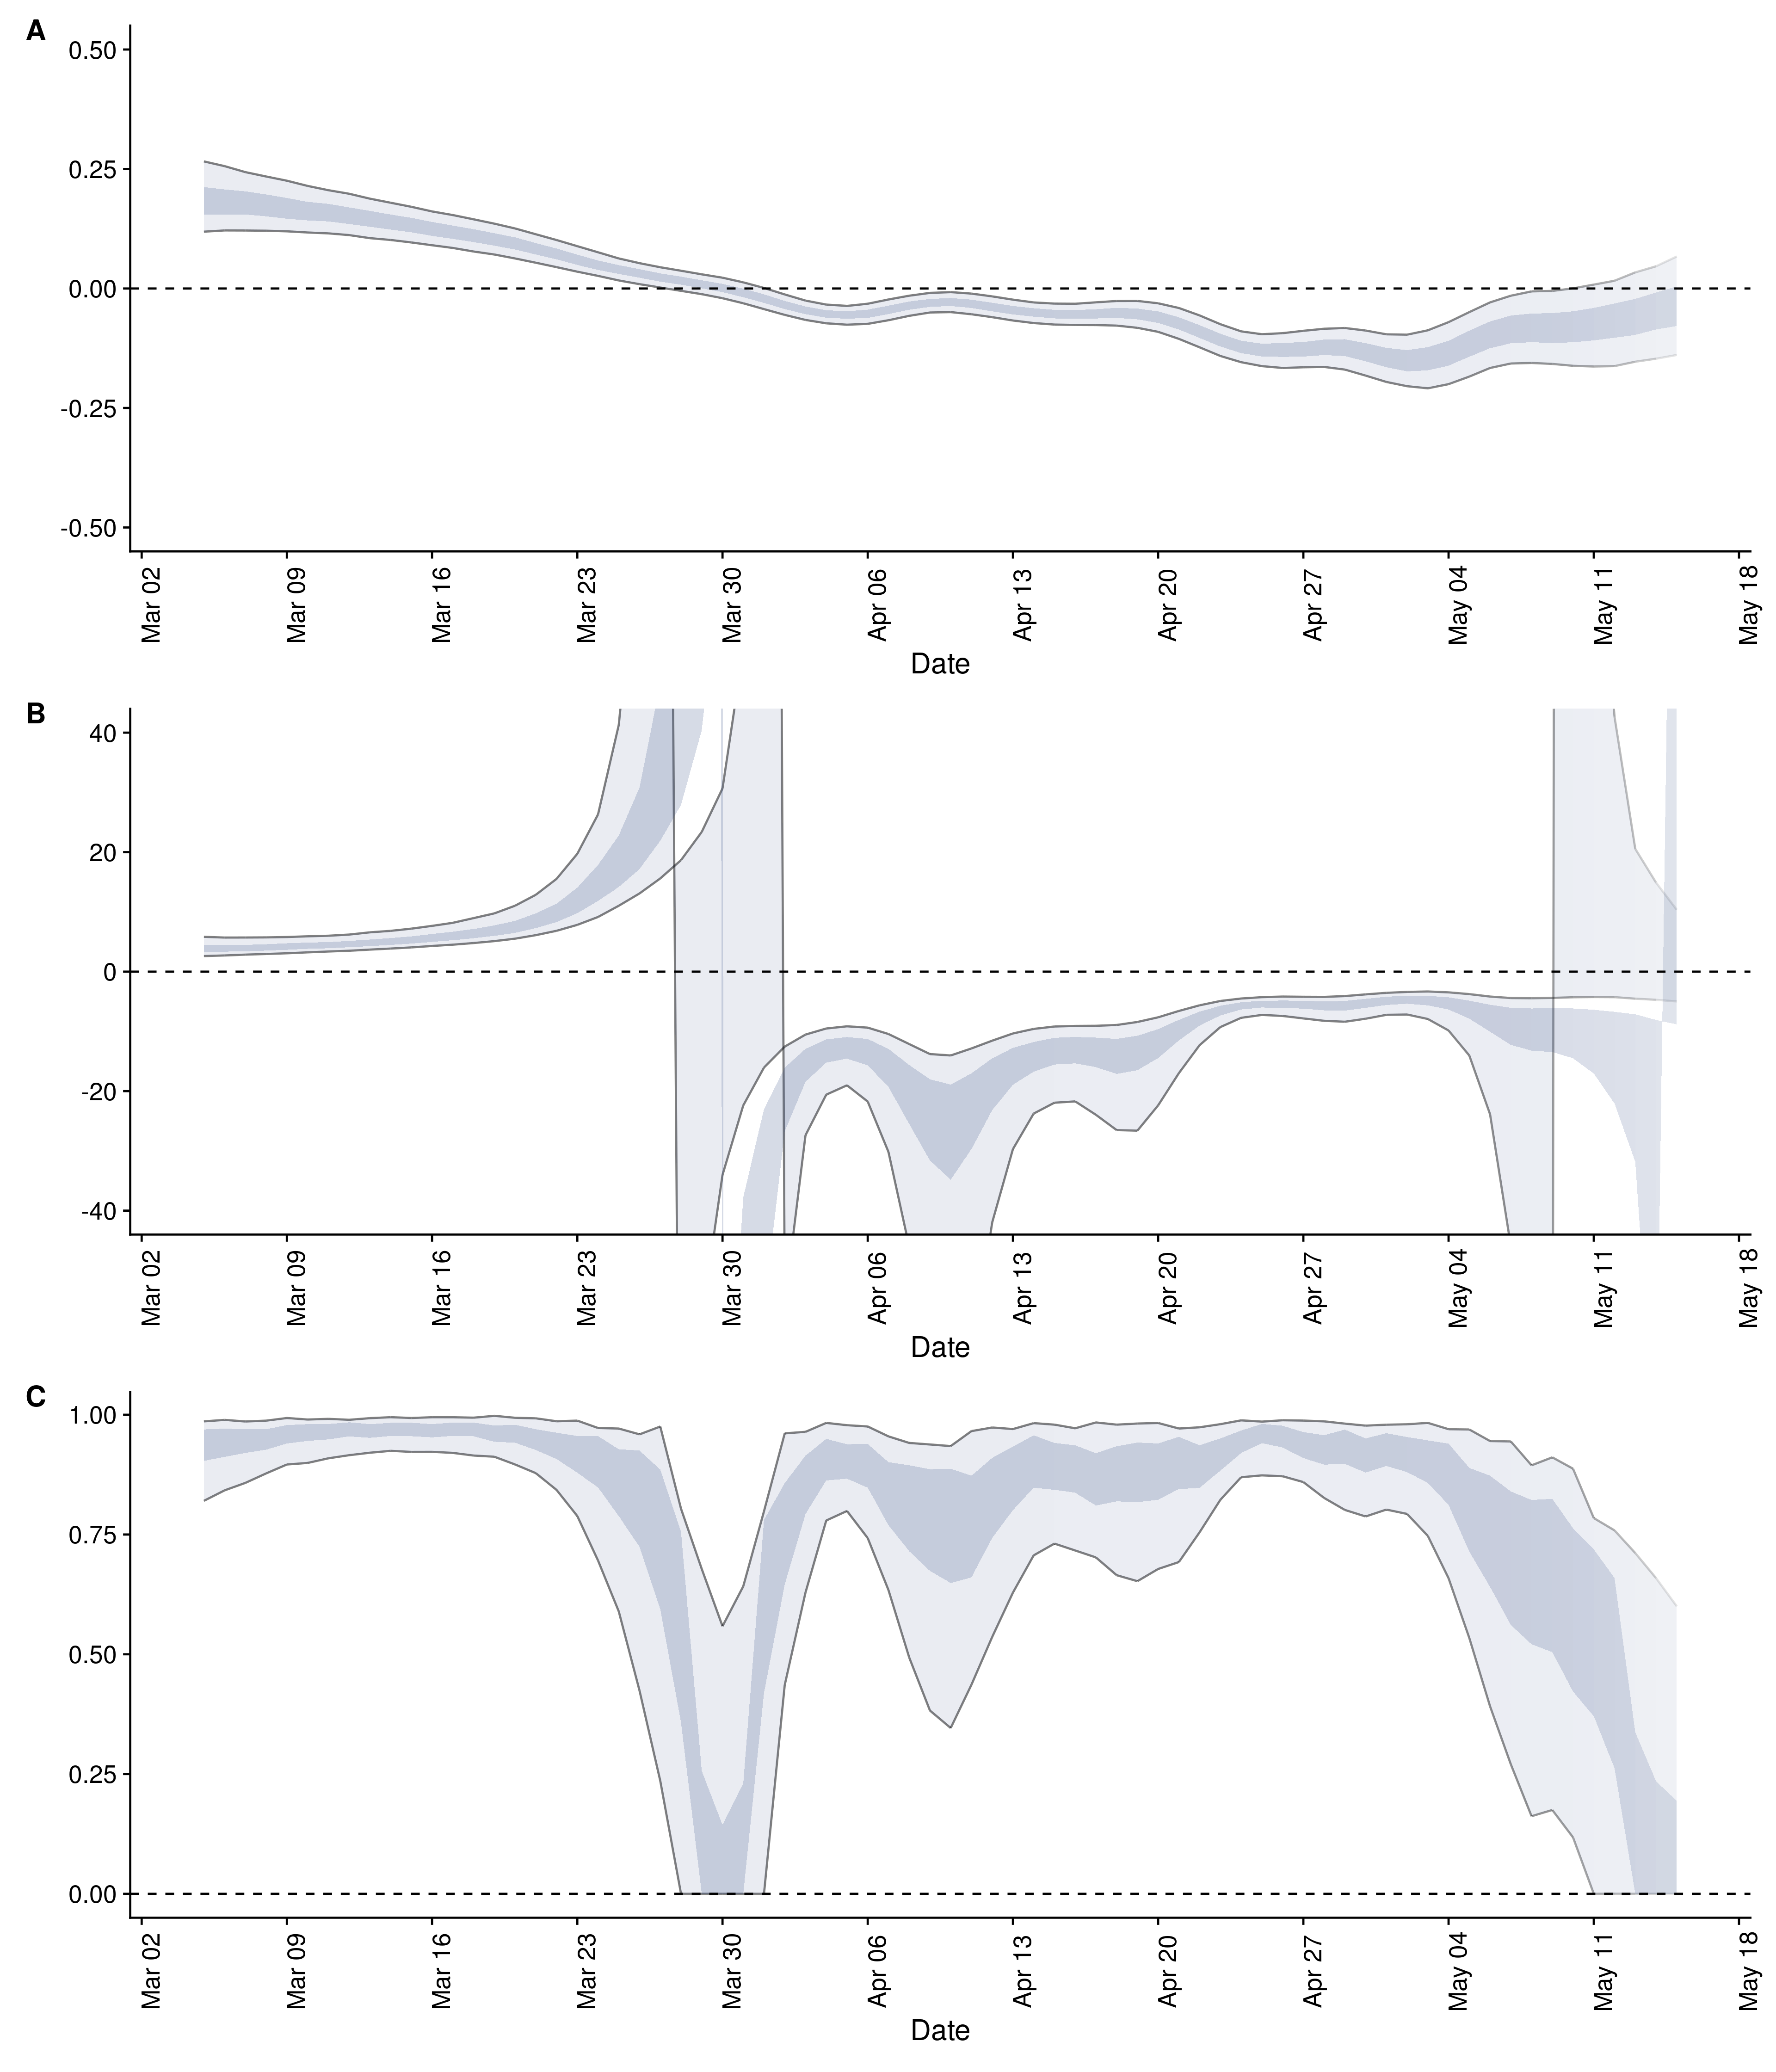 A
0.50
0.25
0.00
-0.25
-0.50
Mar 02
Mar 09
Mar 16
Mar 23
Mar 30
Apr 06
Apr 13
Apr 20
Apr 27
May 04
May 11
May 18
Date
B
40
20
0
-20
-40
Mar 02
Mar 09
Mar 16
Mar 23
Mar 30
Apr 06
Apr 13
Apr 20
Apr 27
May 04
May 11
May 18
Date
C
1.00
0.75
0.50
0.25
0.00
Mar 02
Mar 09
Mar 16
Mar 23
Mar 30
Apr 06
Apr 13
Apr 20
Apr 27
May 04
May 11
May 18
Date